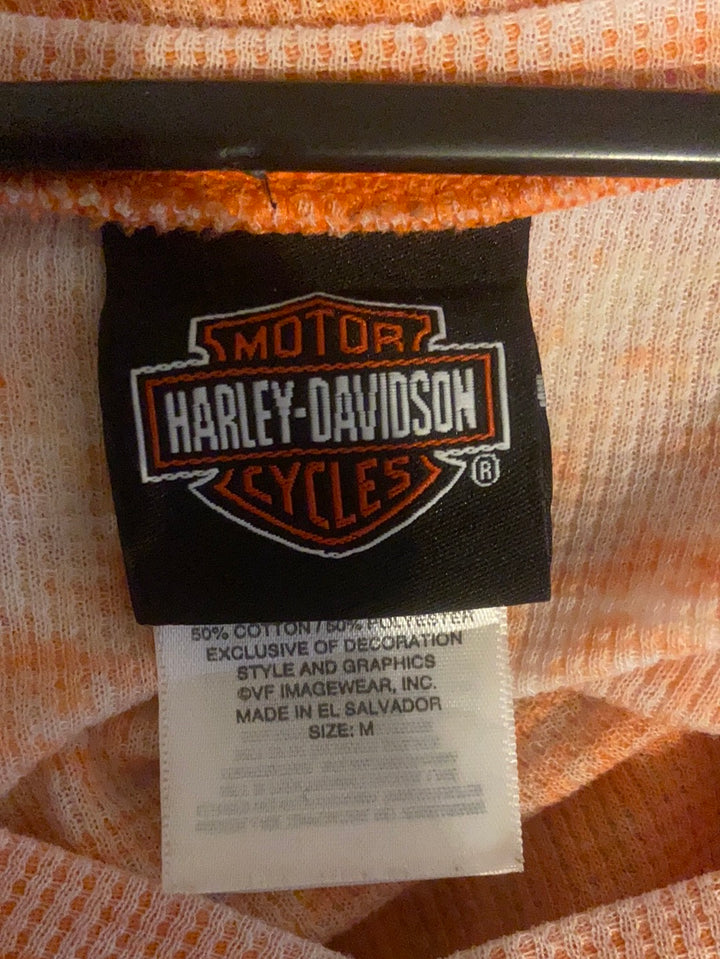 MOTOR
HARLEY-DAVIDSON
CYCLES
®
50% COTTON / 50% POLYESTER
EXCLUSIVE OF DECORATION
STYLE AND GRAPHICS
©VF IMAGEWEAR, INC.
MADE IN EL SALVADOR
SIZE: M